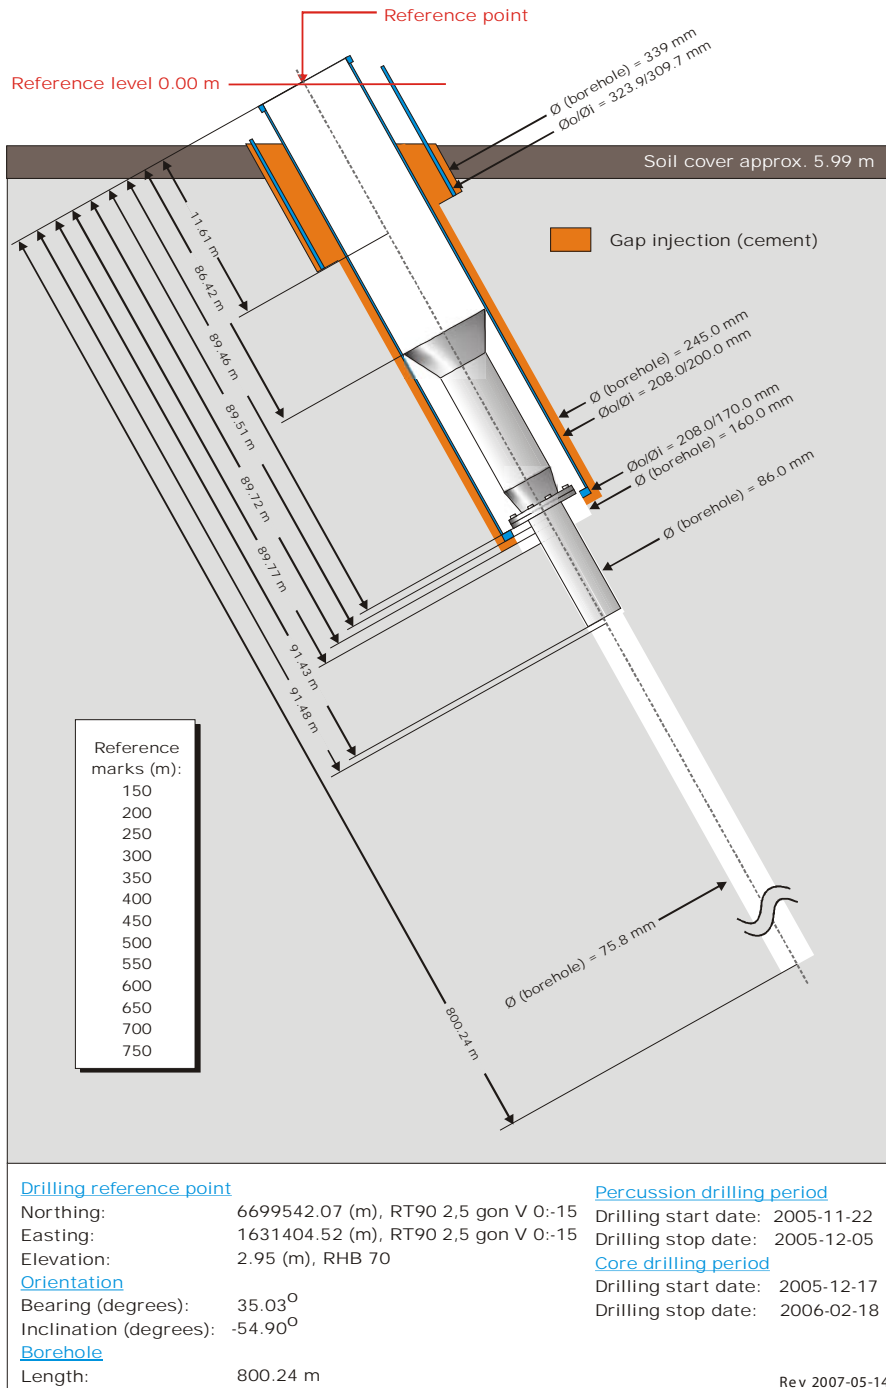 Reference point
Reference level 0.00 m
Ø (borehole) = 339 mm
Øo/Øi = 323.9/309.7 mm
Soil cover approx. 5.99 m
Gap injection (cement)
11.61 m
86.42 m
89.46 m
89.51 m
89.72 m
89.77 m
91.43 m
91.48 m
800.24 m
Ø (borehole) = 245.0 mm
Øo/Øi = 208.0/200.0 mm
Øo/Øi = 208.0/170.0 mm
Ø (borehole) = 160.0 mm
Ø (borehole) = 86.0 mm
Ø (borehole) = 75.8 mm
Reference
marks (m):
150
200
250
300
350
400
450
500
550
600
650
700
750
Drilling reference point
Northing: 6699542.07 (m), RT90 2,5 gon V 0:-15
Easting: 1631404.52 (m), RT90 2,5 gon V 0:-15
Elevation: 2.95 (m), RHB 70
Orientation
Bearing (degrees): 35.03°
Inclination (degrees): -54.90°
Borehole
Length: 800.24 m
Percussion drilling period
Drilling start date: 2005-11-22
Drilling stop date: 2005-12-05
Core drilling period
Drilling start date: 2005-12-17
Drilling stop date: 2006-02-18
Rev 2007-05-14